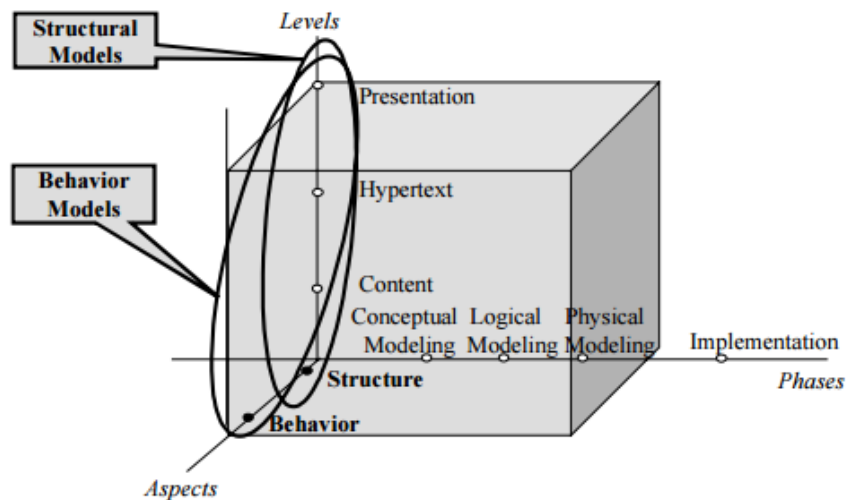 Levels
Structural
Models
Presentation
Behavior
Models
Hypertext
Content
Conceptual
Modeling
Logical
Modeling
Physical
Modeling
Implementation
Phases
Structure
Behavior
Aspects